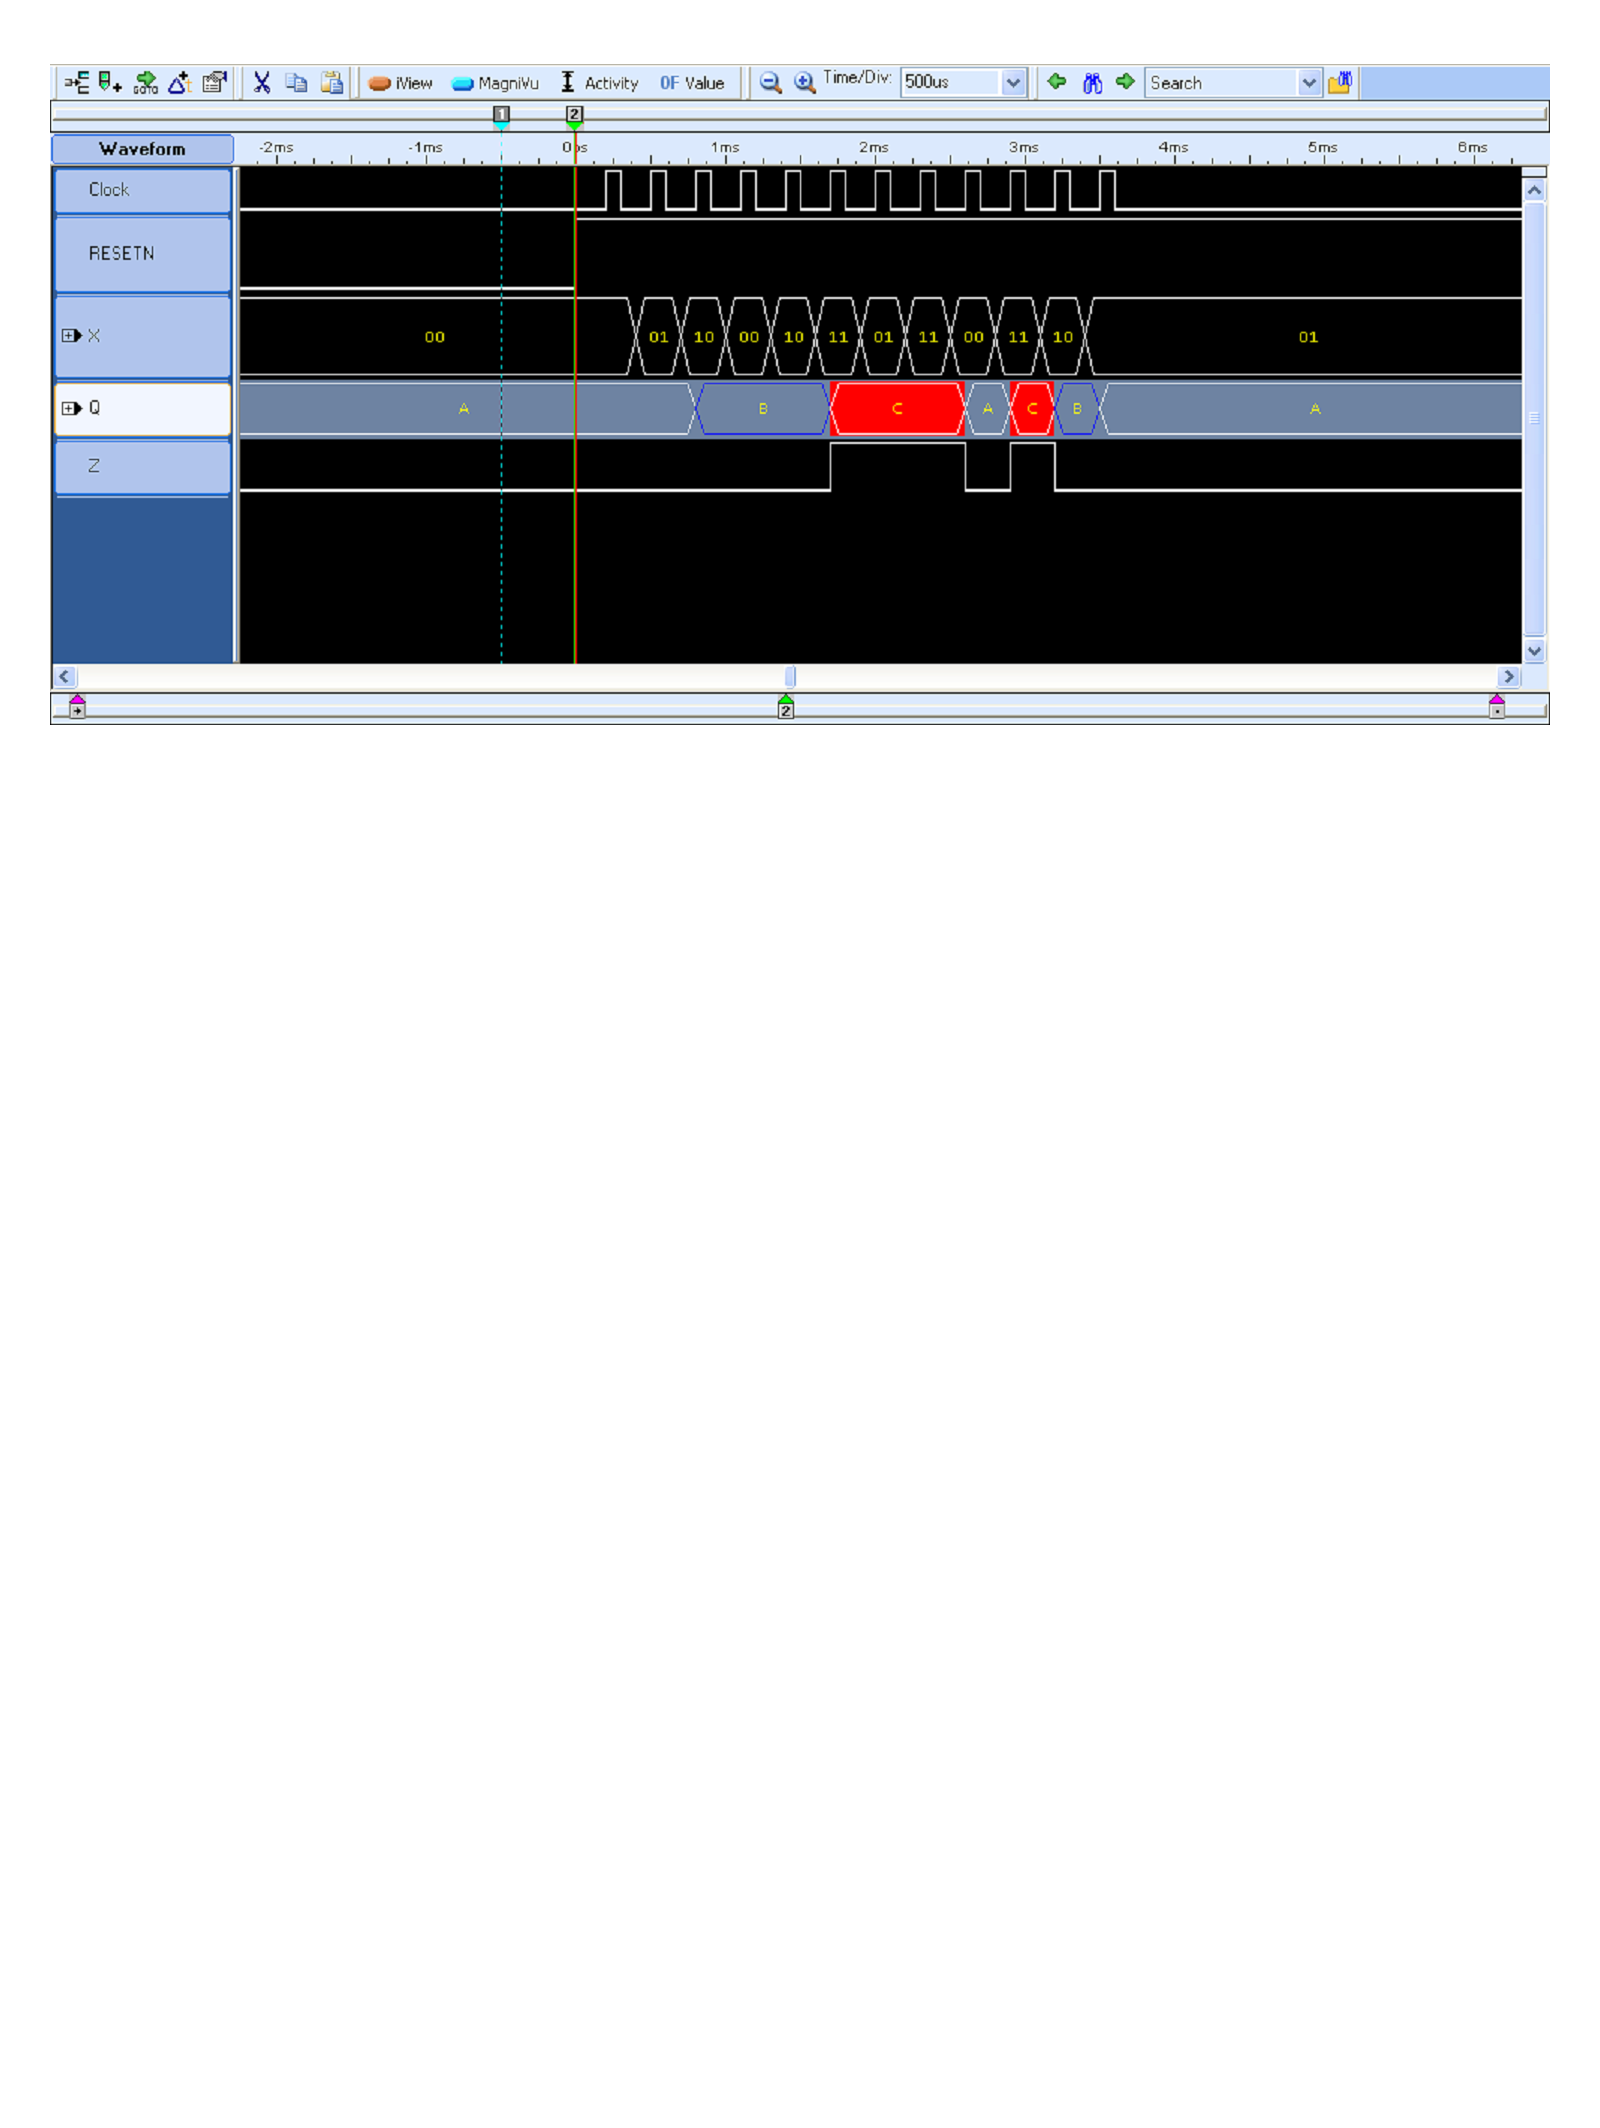 iView MagniVu Activity 0F Value Time/Div: 500us Search
1 2
Waveform -2ms -1ms 0ps 1ms 2ms 3ms 4ms 5ms 6ms
Clock
RESETN
X 00 01 10 00 10 11 01 11 00 11 10 01
Q A B C A C B A
Z
2